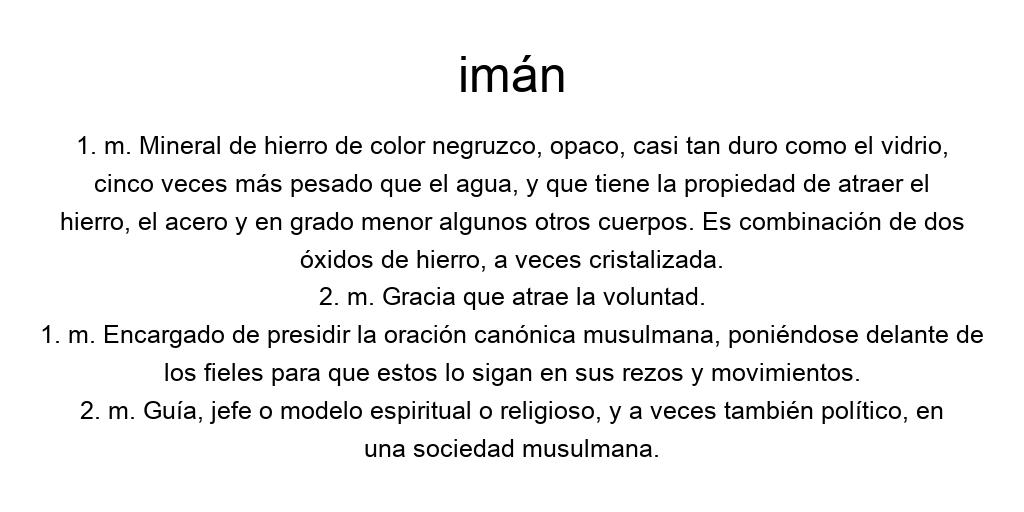 imán
1. m. Mineral de hierro de color negruzco, opaco, casi tan duro como el vidrio,
cinco veces más pesado que el agua, y que tiene la propiedad de atraer el
hierro, el acero y en grado menor algunos otros cuerpos. Es combinación de dos
óxidos de hierro, a veces cristalizada.
2. m. Gracia que atrae la voluntad.
1. m. Encargado de presidir la oración canónica musulmana, poniéndose delante de
los fieles para que estos lo sigan en sus rezos y movimientos.
2. m. Guía, jefe o modelo espiritual o religioso, y a veces también político, en
una sociedad musulmana.